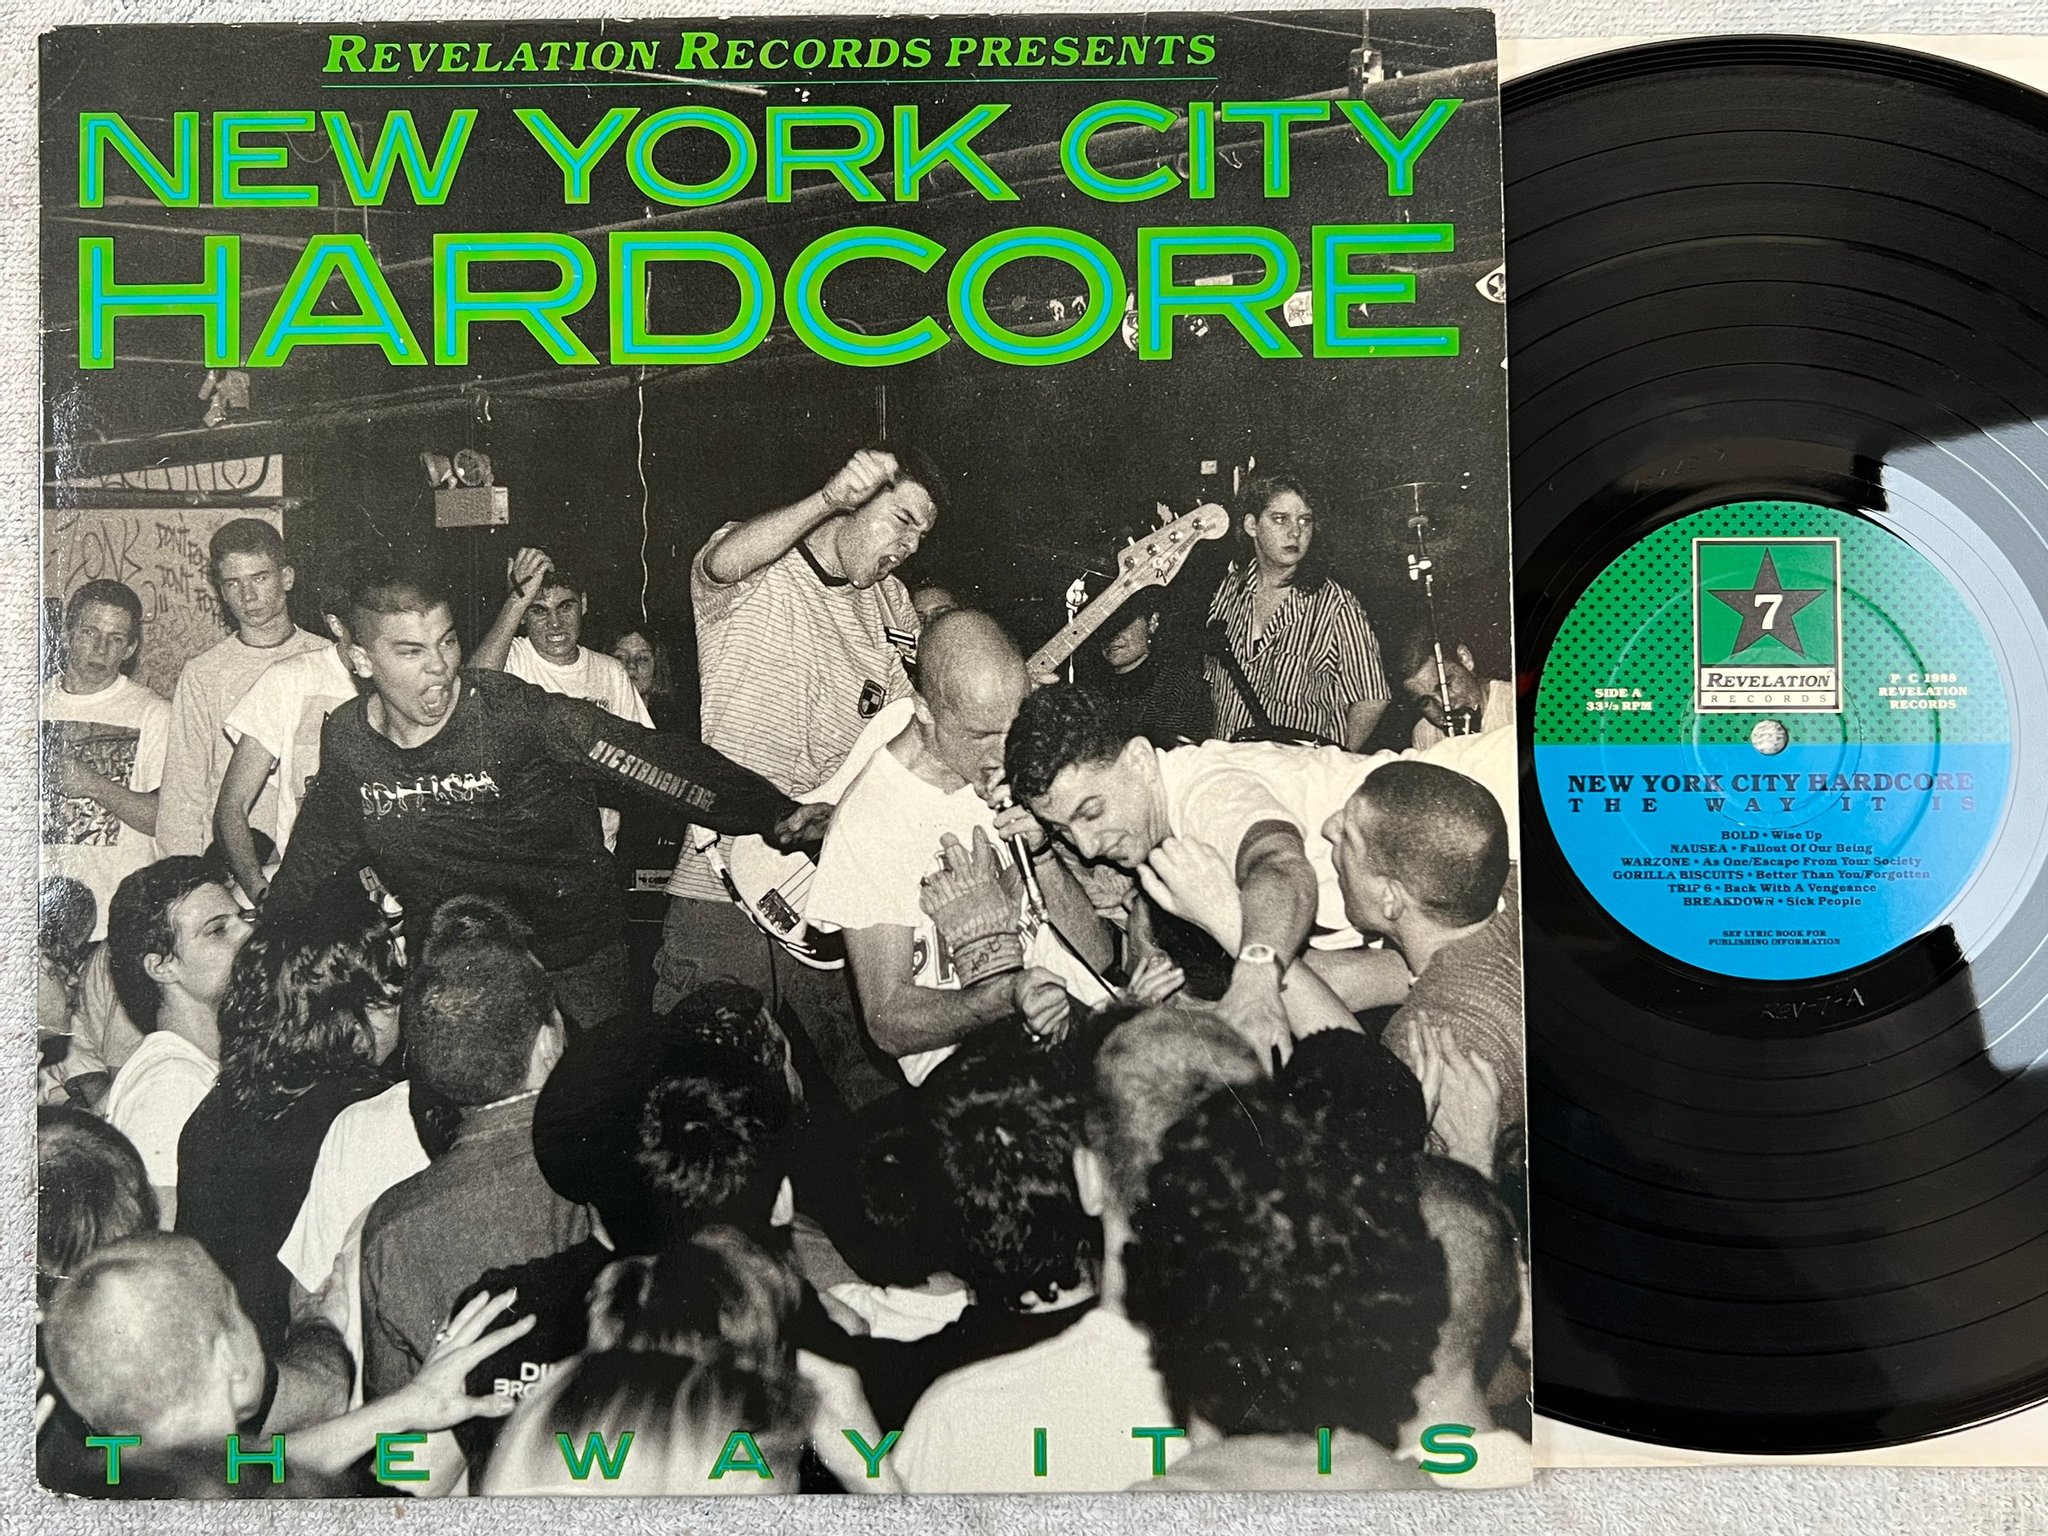 REVELATION RECORDS PRESENTS
NEW YORK CITY
HARDCORE
NYC STRAIGHT EDGE
Fender
THE WAY IT IS
7
REVELATION
RECORDS
SIDE A
33⅓ RPM
P C 1988
REVELATION
RECORDS
NEW YORK CITY HARDCORE
THE WAY IT IS
BOLD • Wise Up
NAUSEA • Fallout Of Our Being
WARZONE • As One/Escape From Your Society
GORILLA BISCUITS • Better Than You/Forgotten
TRIP 6 • Back With A Vengeance
BREAKDOWN • Sick People
SEE LYRIC BOOK FOR
PUBLISHING INFORMATION
REV-7-A